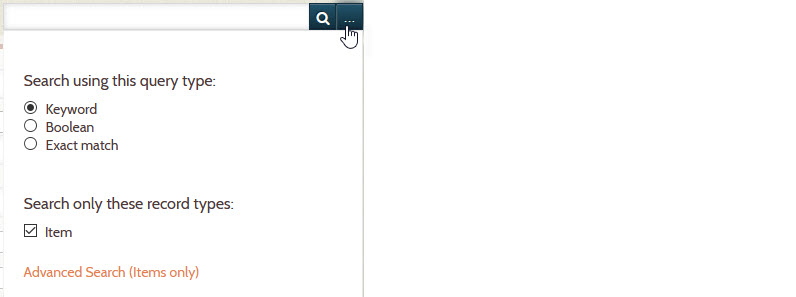 ...
Search using this query type:
Keyword
Boolean
Exact match
Search only these record types:
Item
Advanced Search (Items only)